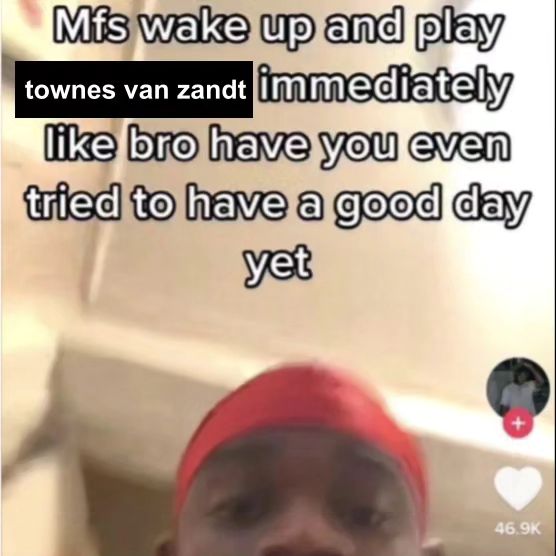 Mfs wake up and play
townes van zandt immediately
like bro have you even
tried to have a good day
yet
46.9K